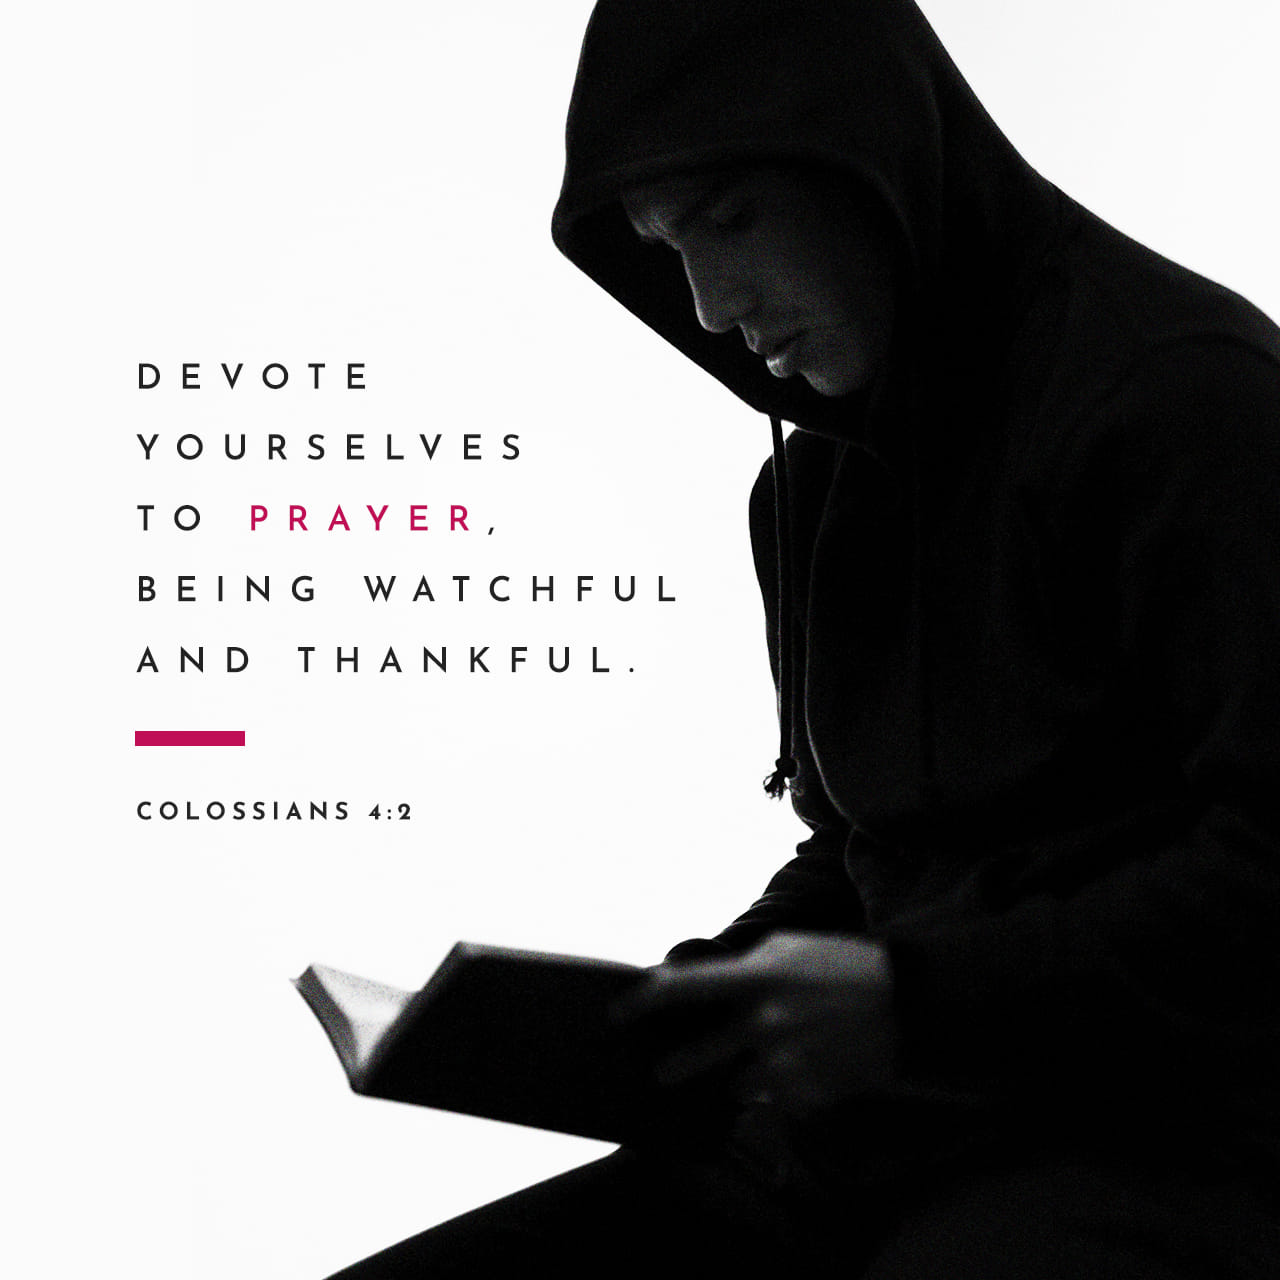 DEVOTE
YOURSELVES
TO PRAYER,
BEING WATCHFUL
AND THANKFUL.
COLOSSIANS 4:2